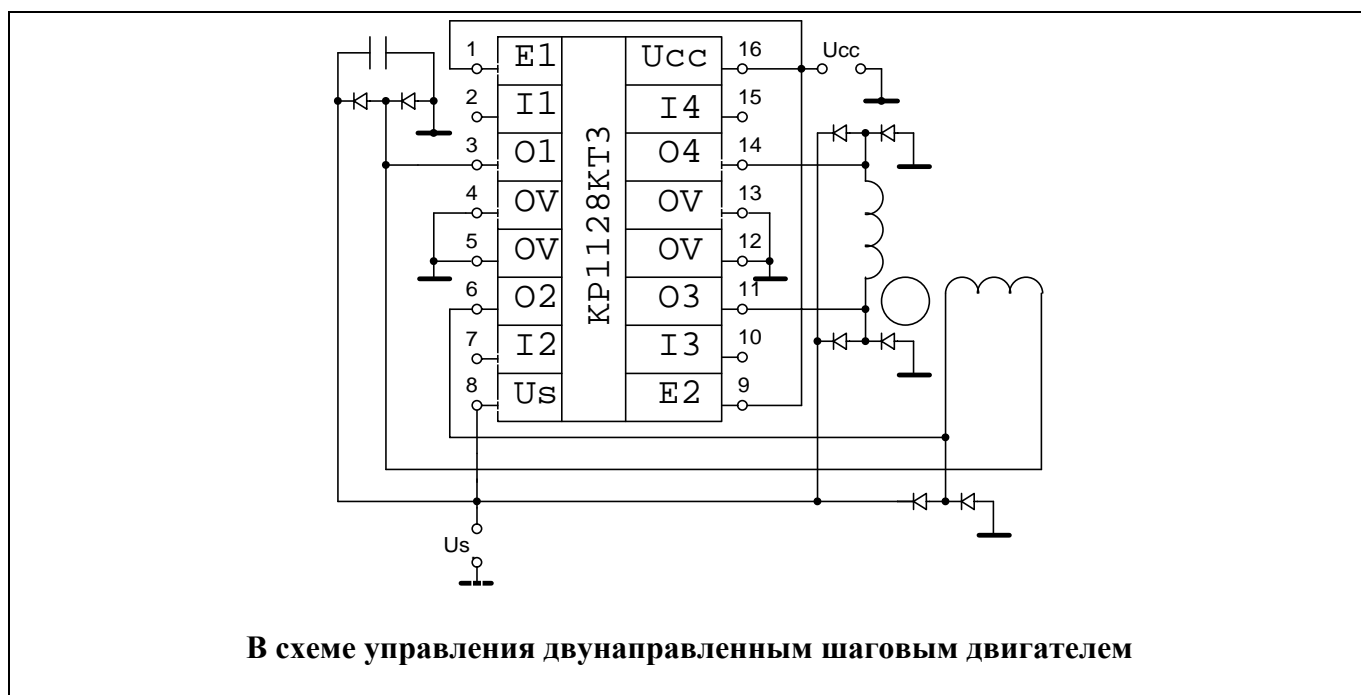 1 E1 Ucc 16 Ucc
2 I1 I4 15
3 O1 O4 14
4 OV OV 13
5 OV OV 12
6 O2 O3 11
7 I2 I3 10
8 Us E2 9
KP1128KT3
Us
В схеме управления двунаправленным шаговым двигателем